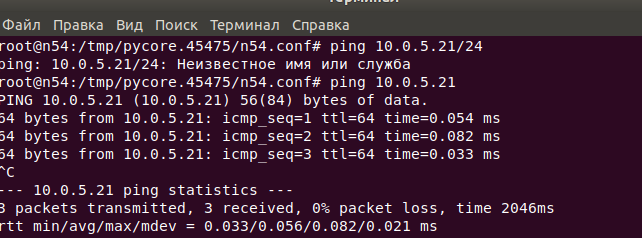 Терминал
Файл Правка Вид Поиск Терминал Справка
root@n54:/tmp/pycore.45475/n54.conf# ping 10.0.5.21/24
ping: 10.0.5.21/24: Неизвестное имя или служба
root@n54:/tmp/pycore.45475/n54.conf# ping 10.0.5.21
PING 10.0.5.21 (10.0.5.21) 56(84) bytes of data.
64 bytes from 10.0.5.21: icmp_seq=1 ttl=64 time=0.054 ms
64 bytes from 10.0.5.21: icmp_seq=2 ttl=64 time=0.082 ms
64 bytes from 10.0.5.21: icmp_seq=3 ttl=64 time=0.033 ms
^C
--- 10.0.5.21 ping statistics ---
3 packets transmitted, 3 received, 0% packet loss, time 2046ms
rtt min/avg/max/mdev = 0.033/0.056/0.082/0.021 ms